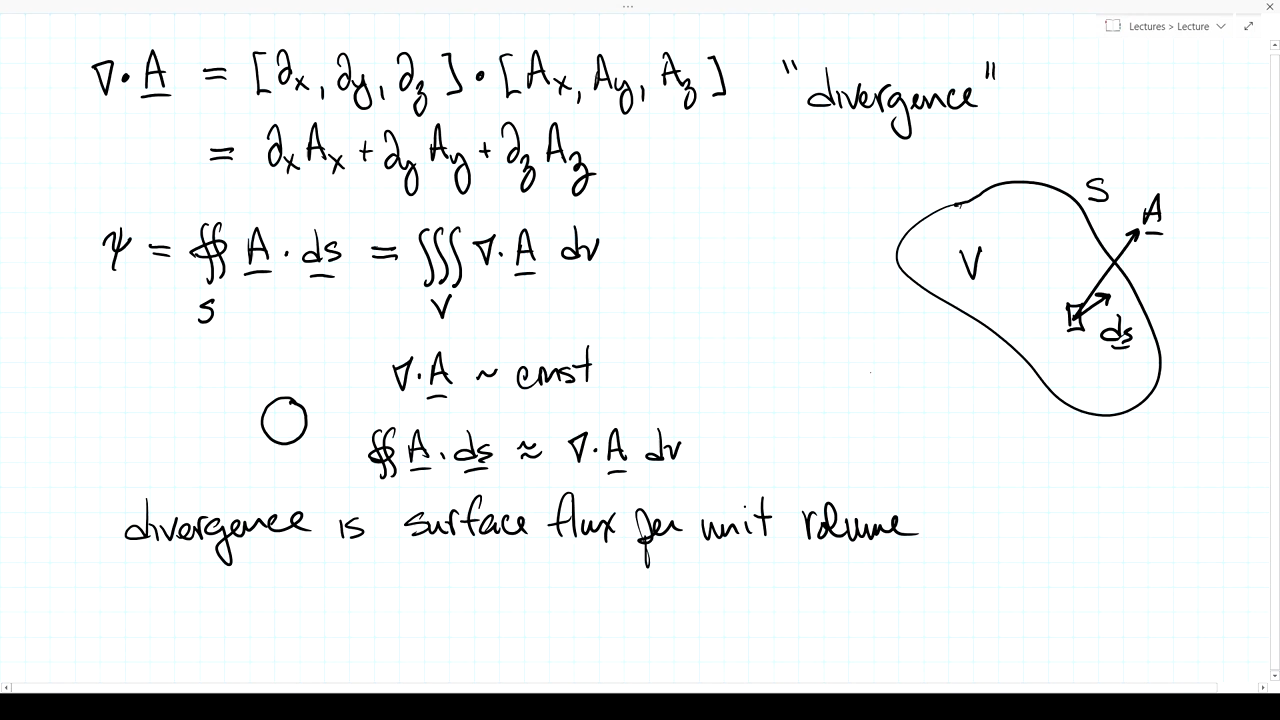 Lectures > Lecture
∇·A = [∂x, ∂y, ∂z]·[Ax, Ay, Az] "divergence"
= ∂xAx + ∂yAy + ∂zAz
ψ = ∯ A · ds = ∭ ∇·A dv
S V
∇·A ~ const
∯ A · ds ≈ ∇·A dv
divergence is surface flux per unit volume
S
A
V
ds